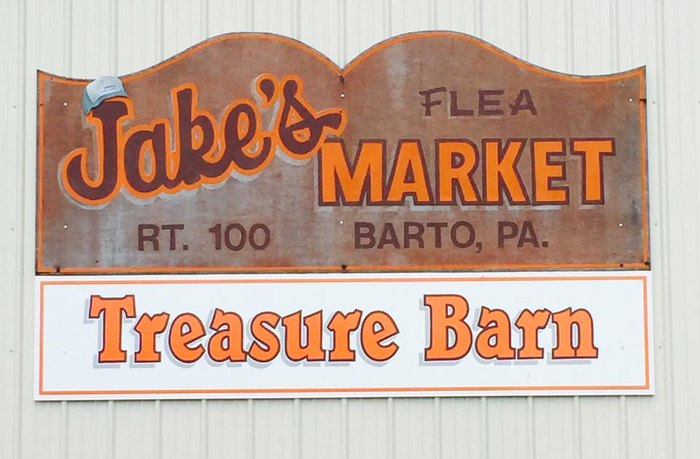 Jake's FLEA
MARKET
RT. 100 BARTO, PA.
Treasure Barn